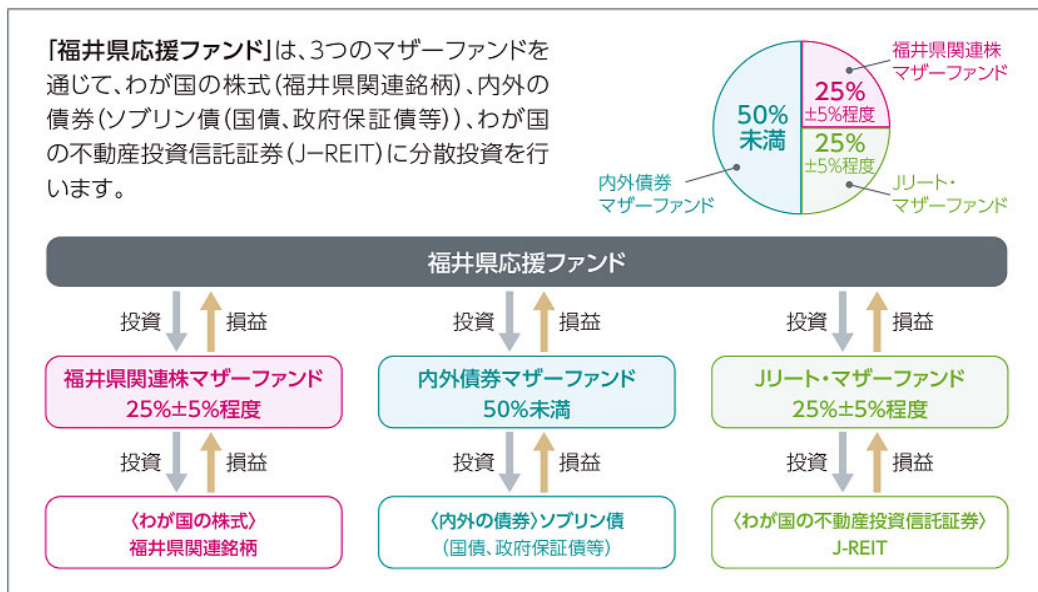 「福井県応援ファンド」は、3つのマザーファンドを
通じて、わが国の株式(福井県関連銘柄)、内外の
債券(ソブリン債(国債、政府保証債等))、わが国
の不動産投資信託証券(J-REIT)に分散投資を行
います。
福井県関連株
マザーファンド
25%
±5%程度
50%
未満
25%
±5%程度
内外債券
マザーファンド
Jリート・
マザーファンド
福井県応援ファンド
投資 損益 投資 損益 投資 損益
福井県関連株マザーファンド
25%±5%程度
内外債券マザーファンド
50%未満
Jリート・マザーファンド
25%±5%程度
投資 損益 投資 損益 投資 損益
〈わが国の株式〉
福井県関連銘柄
〈内外の債券〉ソブリン債
(国債、政府保証債等)
〈わが国の不動産投資信託証券〉
J-REIT